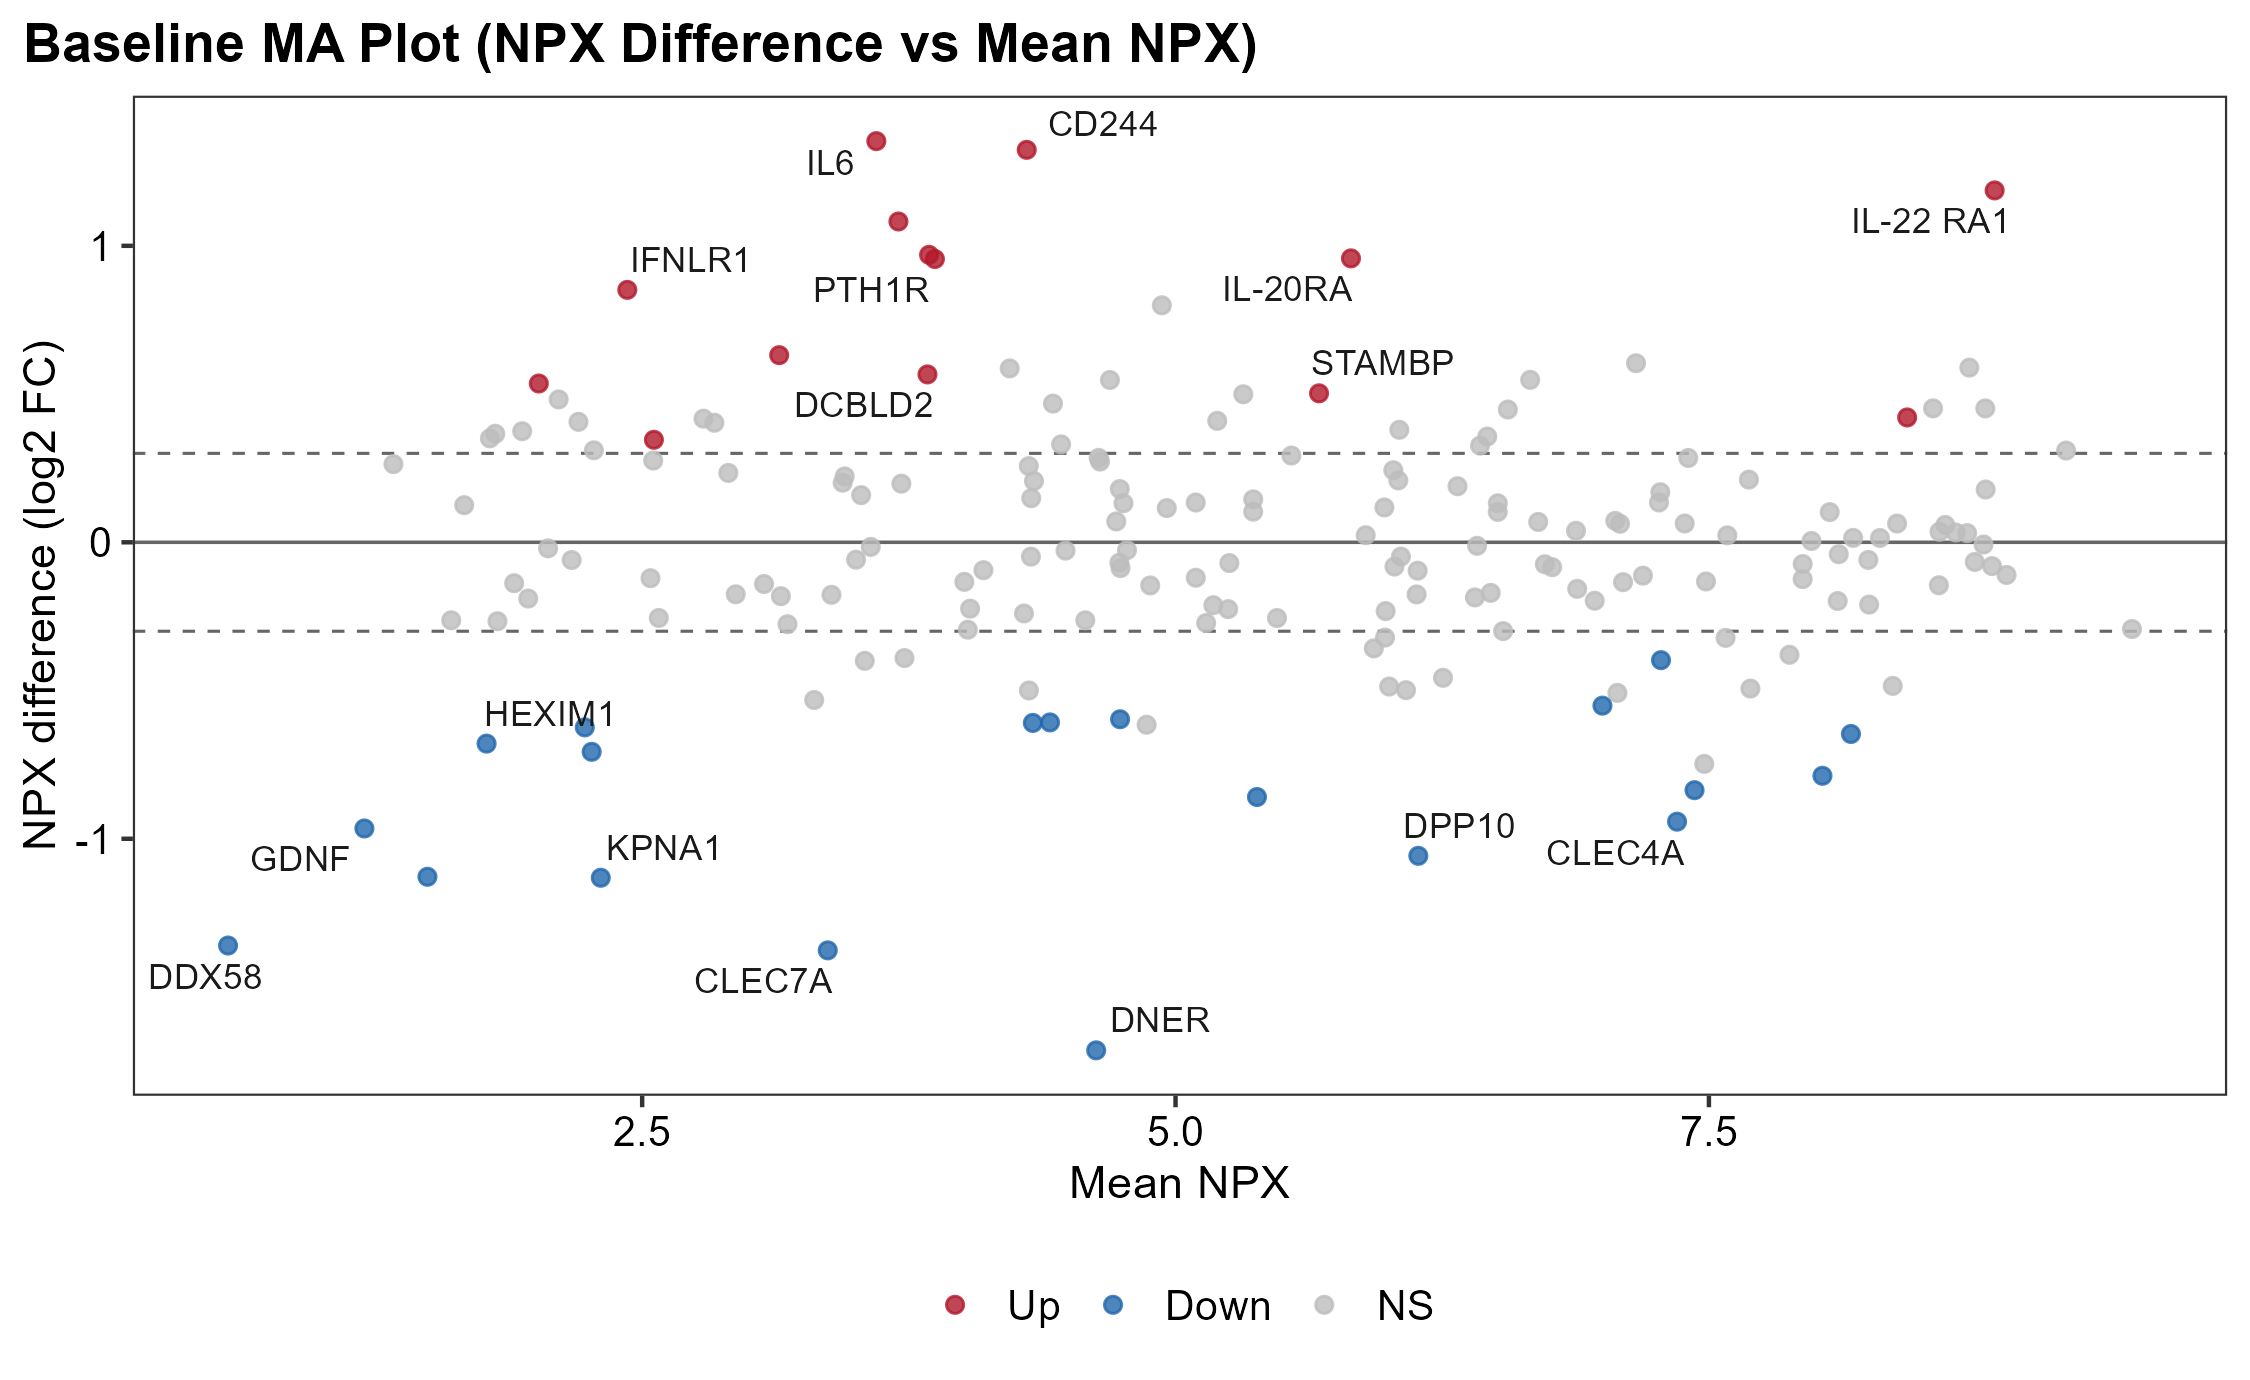 Baseline MA Plot (NPX Difference vs Mean NPX)
CD244
IL6
IL-22 RA1
IFNLR1
PTH1R
IL-20RA
STAMBP
DCBLD2
HEXIM1
DPP10
KPNA1
CLEC4A
GDNF
DDX58
CLEC7A
DNER
NPX difference (log2 FC)
1
0
-1
2.5 5.0 7.5
Mean NPX
Up Down NS